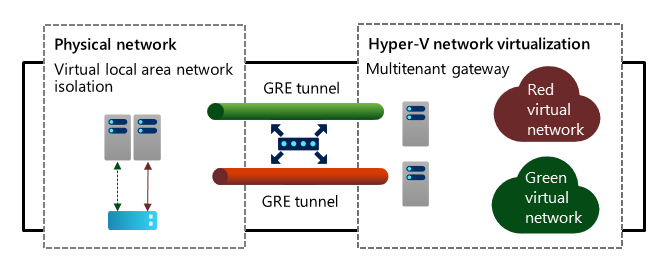 Physical network
Virtual local area network
isolation
GRE tunnel
GRE tunnel
Hyper-V network virtualization
Multitenant gateway
Red
virtual
network
Green
virtual
network